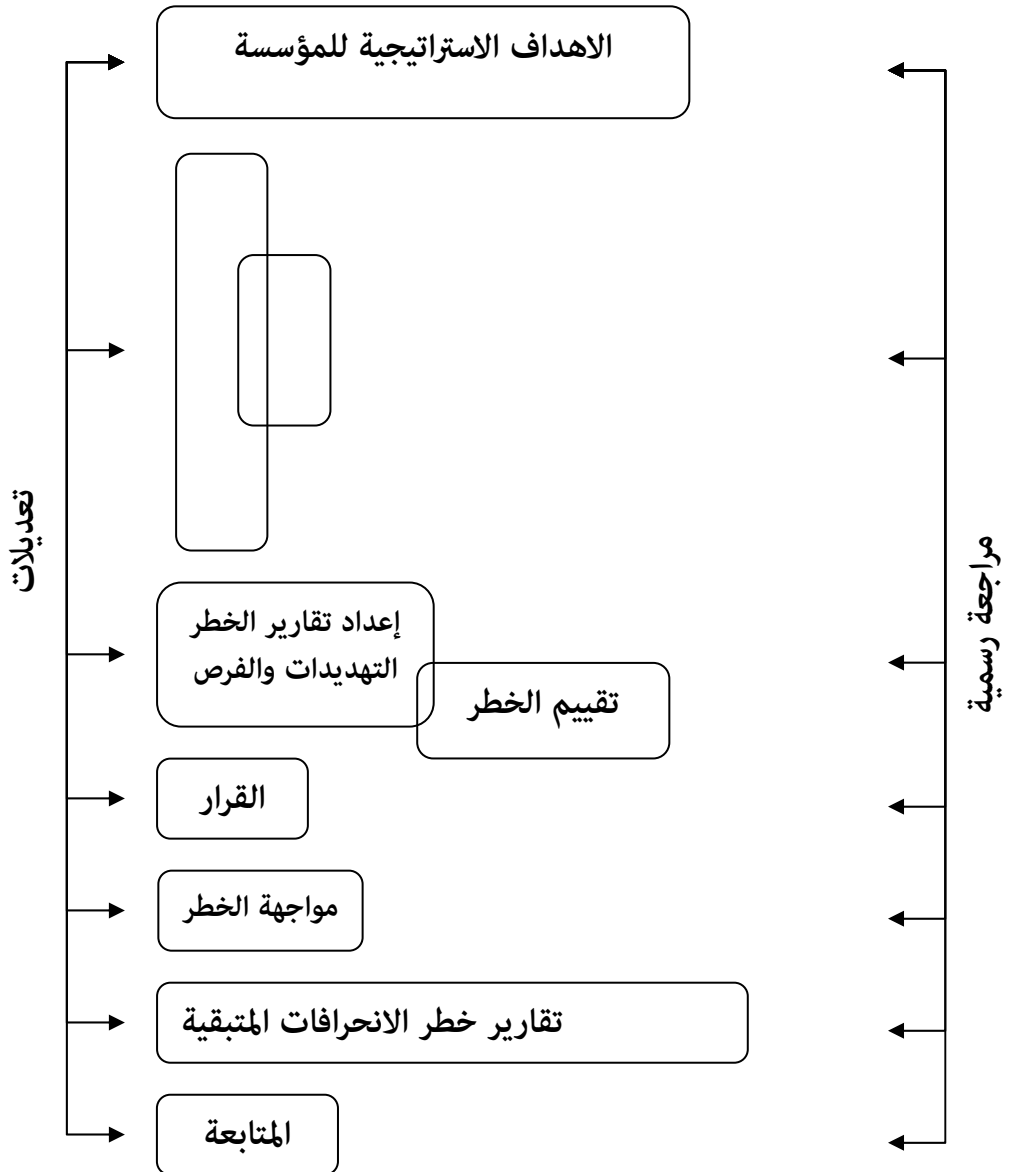 الاهداف الاستراتيجية للمؤسسة
إعداد تقارير الخطر
التهديدات والفرص
تقييم الخطر
القرار
مواجهة الخطر
تقارير خطر الانحرافات المتبقية
المتابعة
تعديلات
مراجعة رسمية